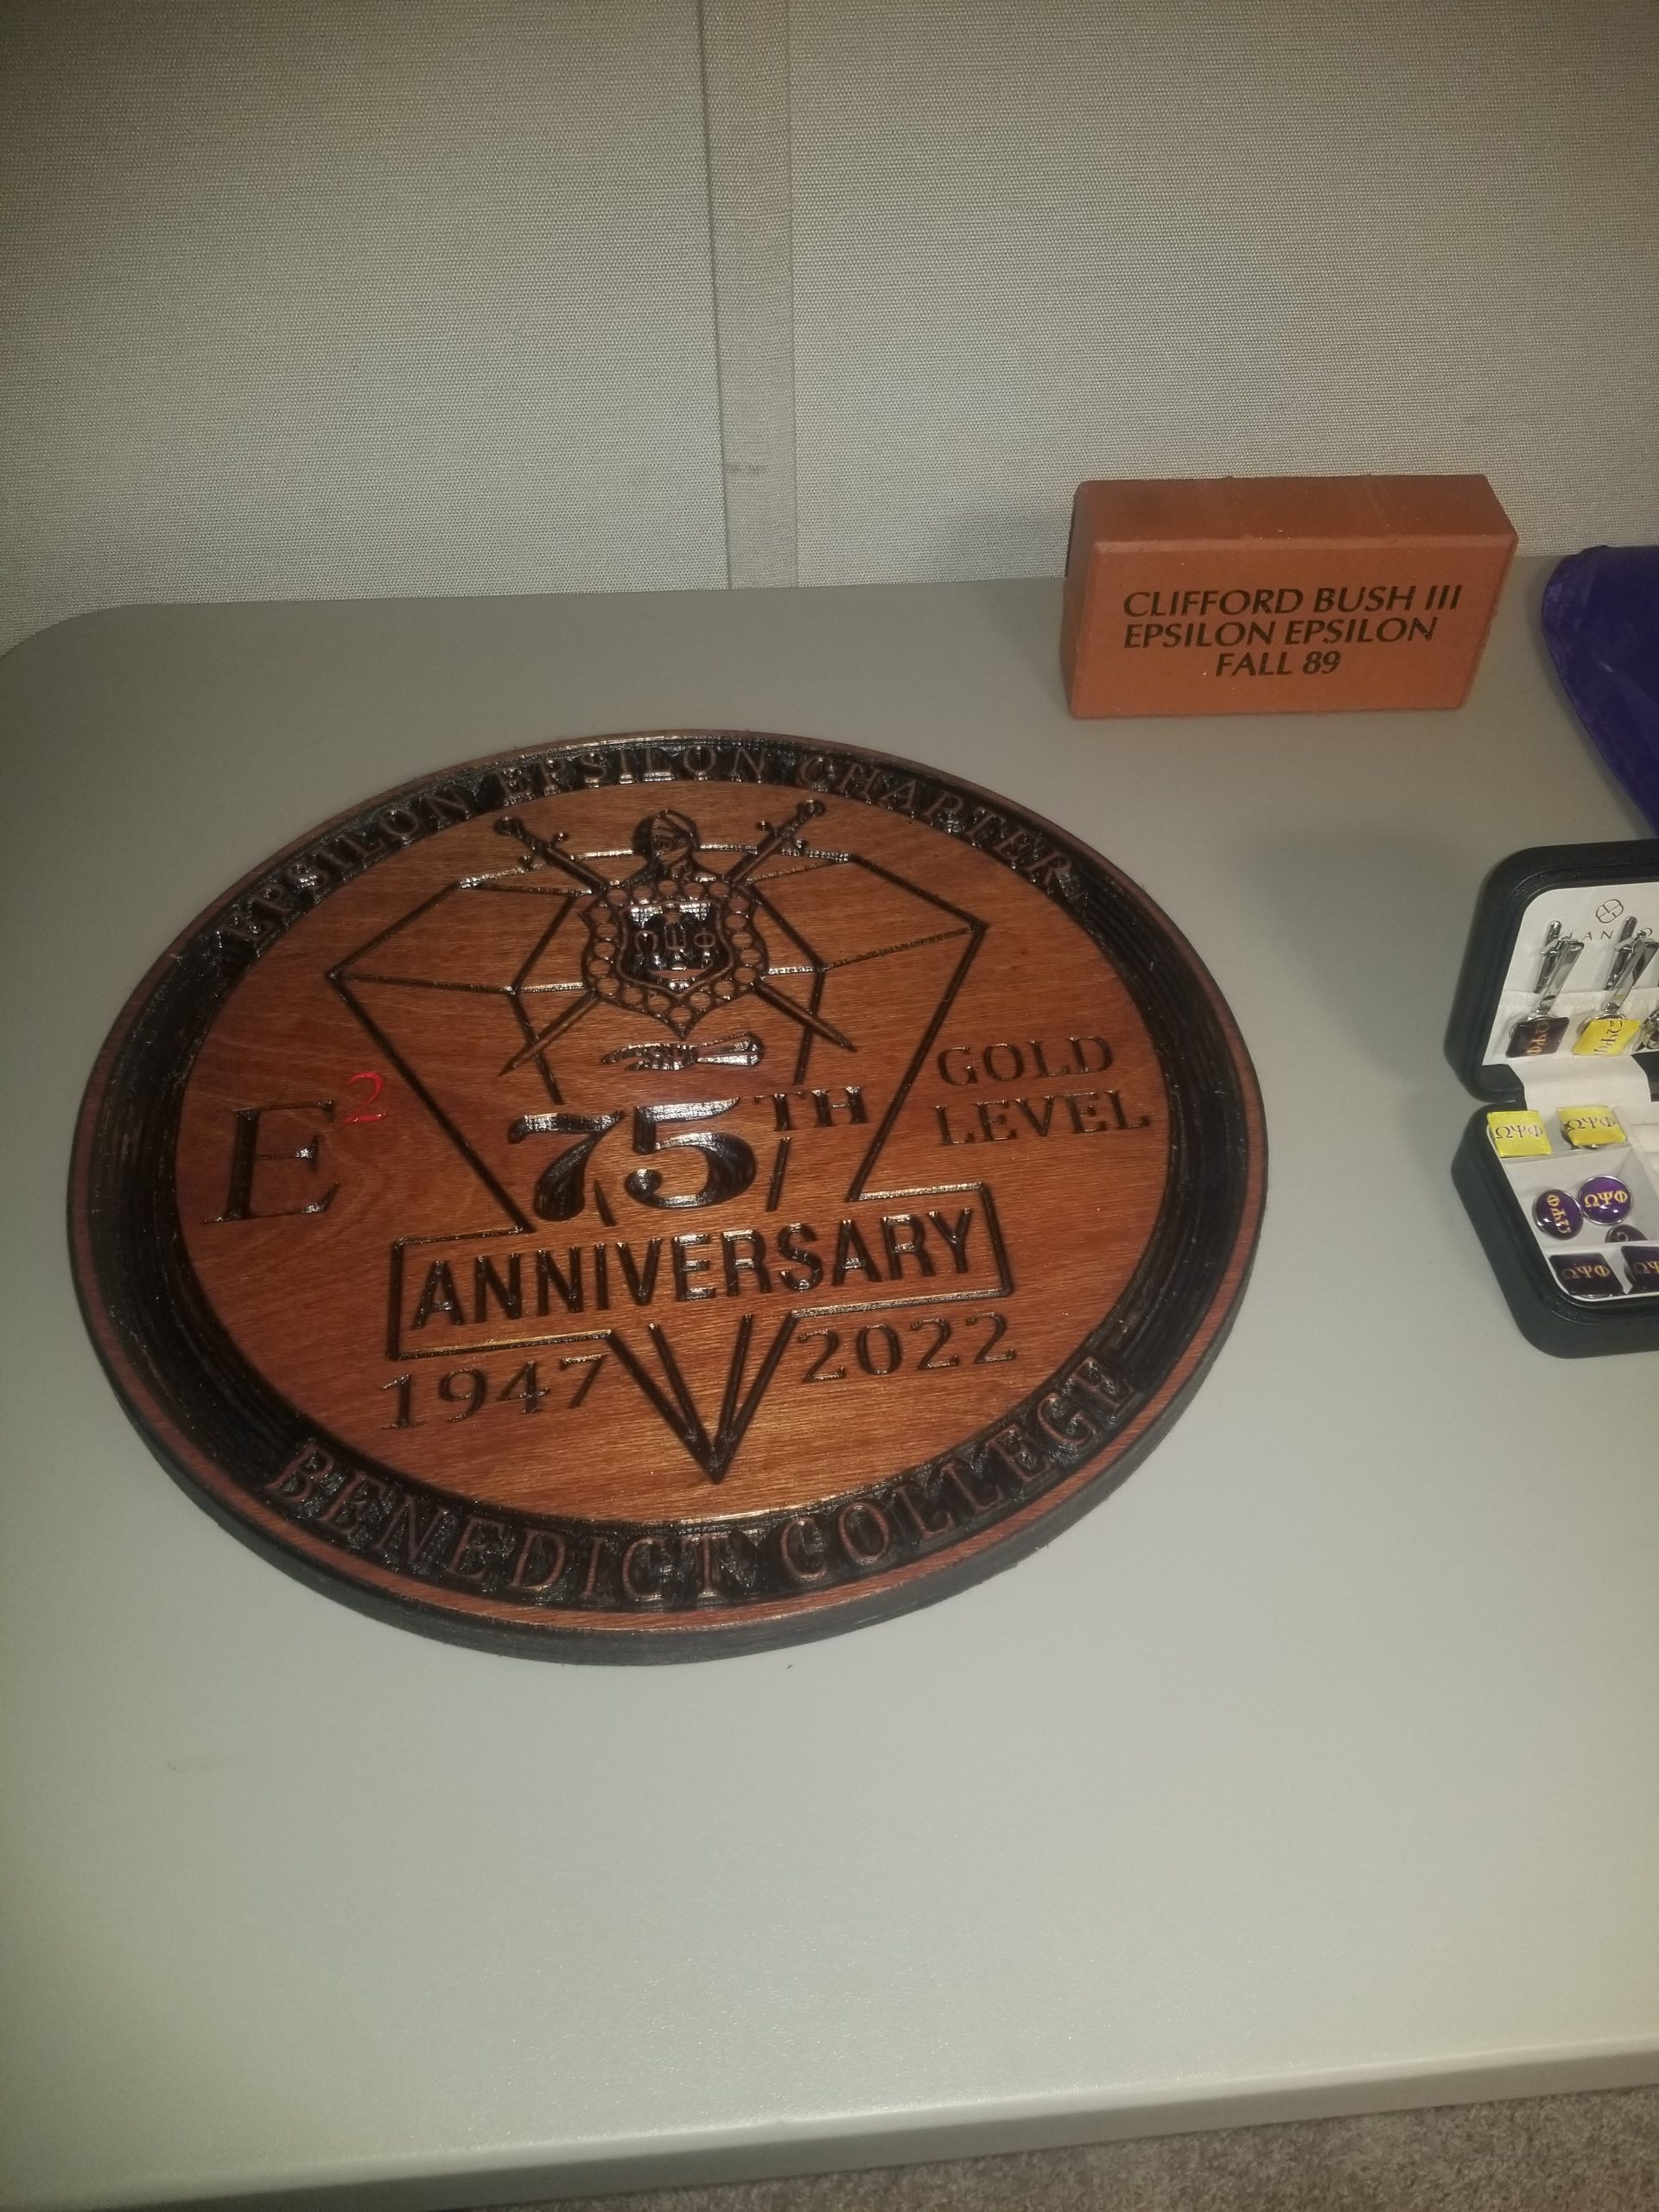 CLIFFORD BUSH III
EPSILON EPSILON
FALL 89
EPSILON EPSILON CHARTER
ΩΨΦ
E²
75TH
GOLD
LEVEL
ANNIVERSARY
1947
2022
BENEDICT COLLEGE
ΩΨΦ
ΩΨΦ
ΩΨΦ
ΩΨΦ
ΩΨΦ